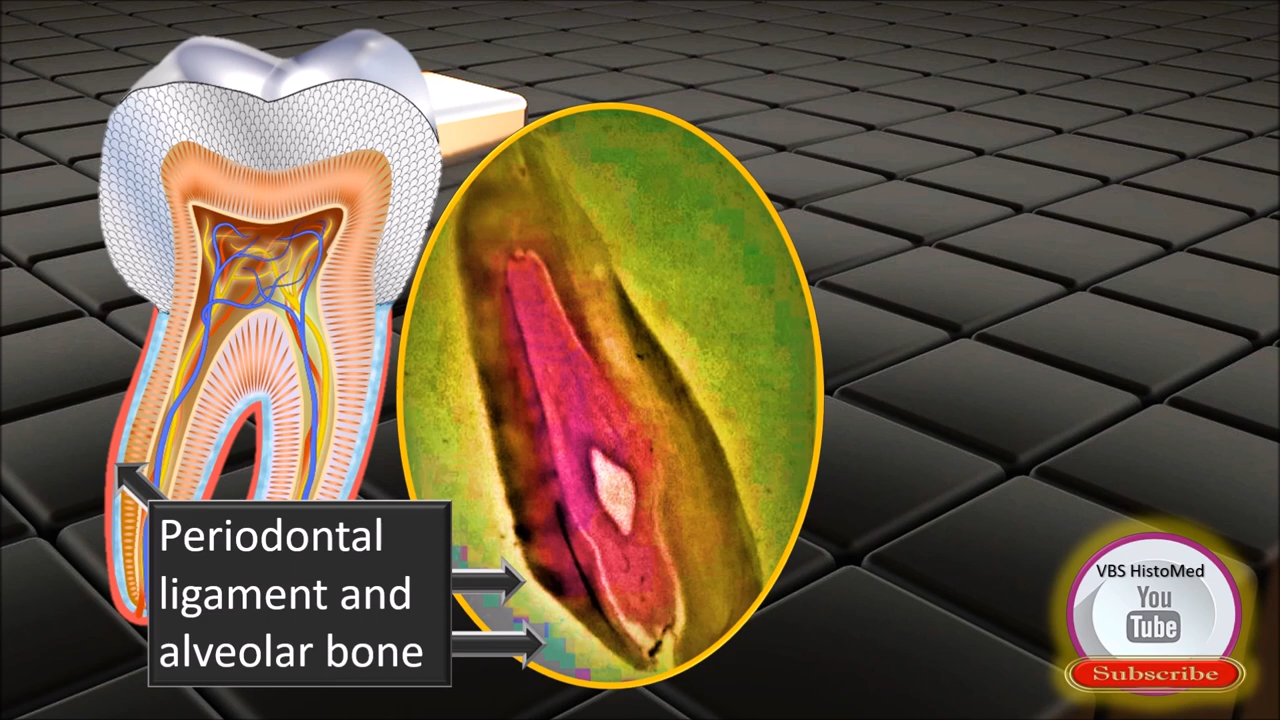 Periodontal
ligament and
alveolar bone
VBS HistoMed
You
Tube
Subscribe